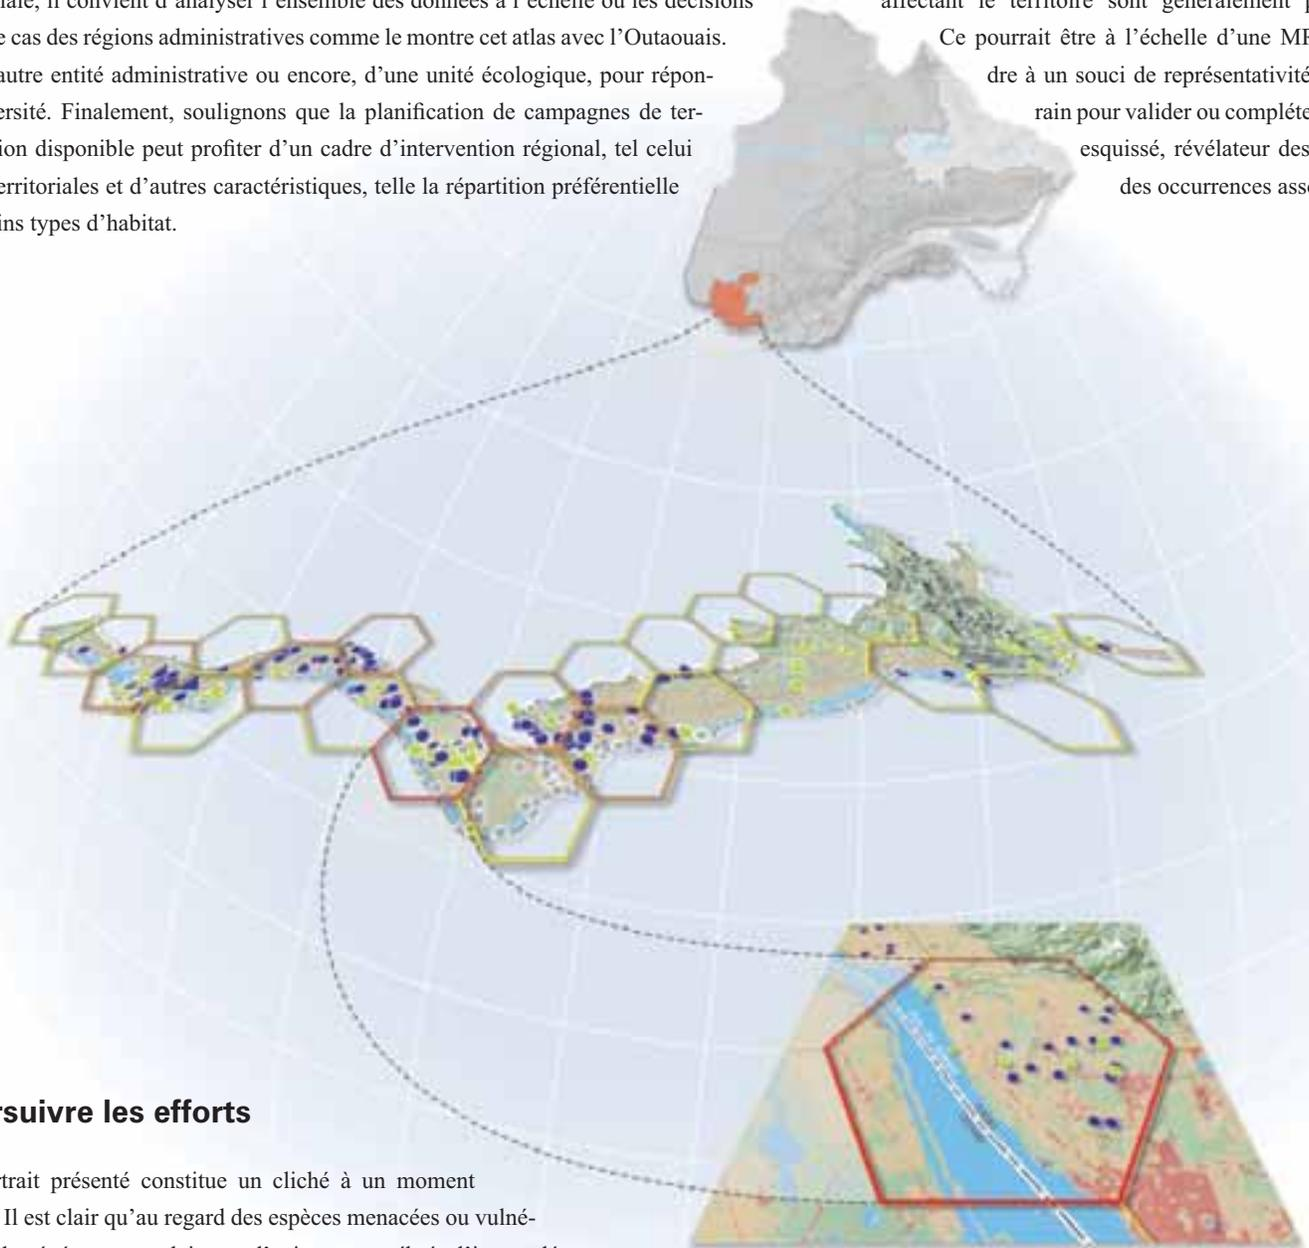 iale, il convient d’analyser l’ensemble des données à l’échelle où les décisions affectant le territoire sont généralement
e cas des régions administratives comme le montre cet atlas avec l’Outaouais. Ce pourrait être à l’échelle d’une MR
autre entité administrative ou encore, d’une unité écologique, pour répon- dre à un souci de représentativité
ersité. Finalement, soulignons que la planification de campagnes de ter- rain pour valider ou compléte
ion disponible peut profiter d’un cadre d’intervention régional, tel celui esquissé, révélateur des
erritoriales et d’autres caractéristiques, telle la répartition préférentielle des occurrences ass
ins types d’habitat.
rsuivre les efforts
trait présenté constitue un cliché à un moment
Il est clair qu’au regard des espèces menacées ou vulné-